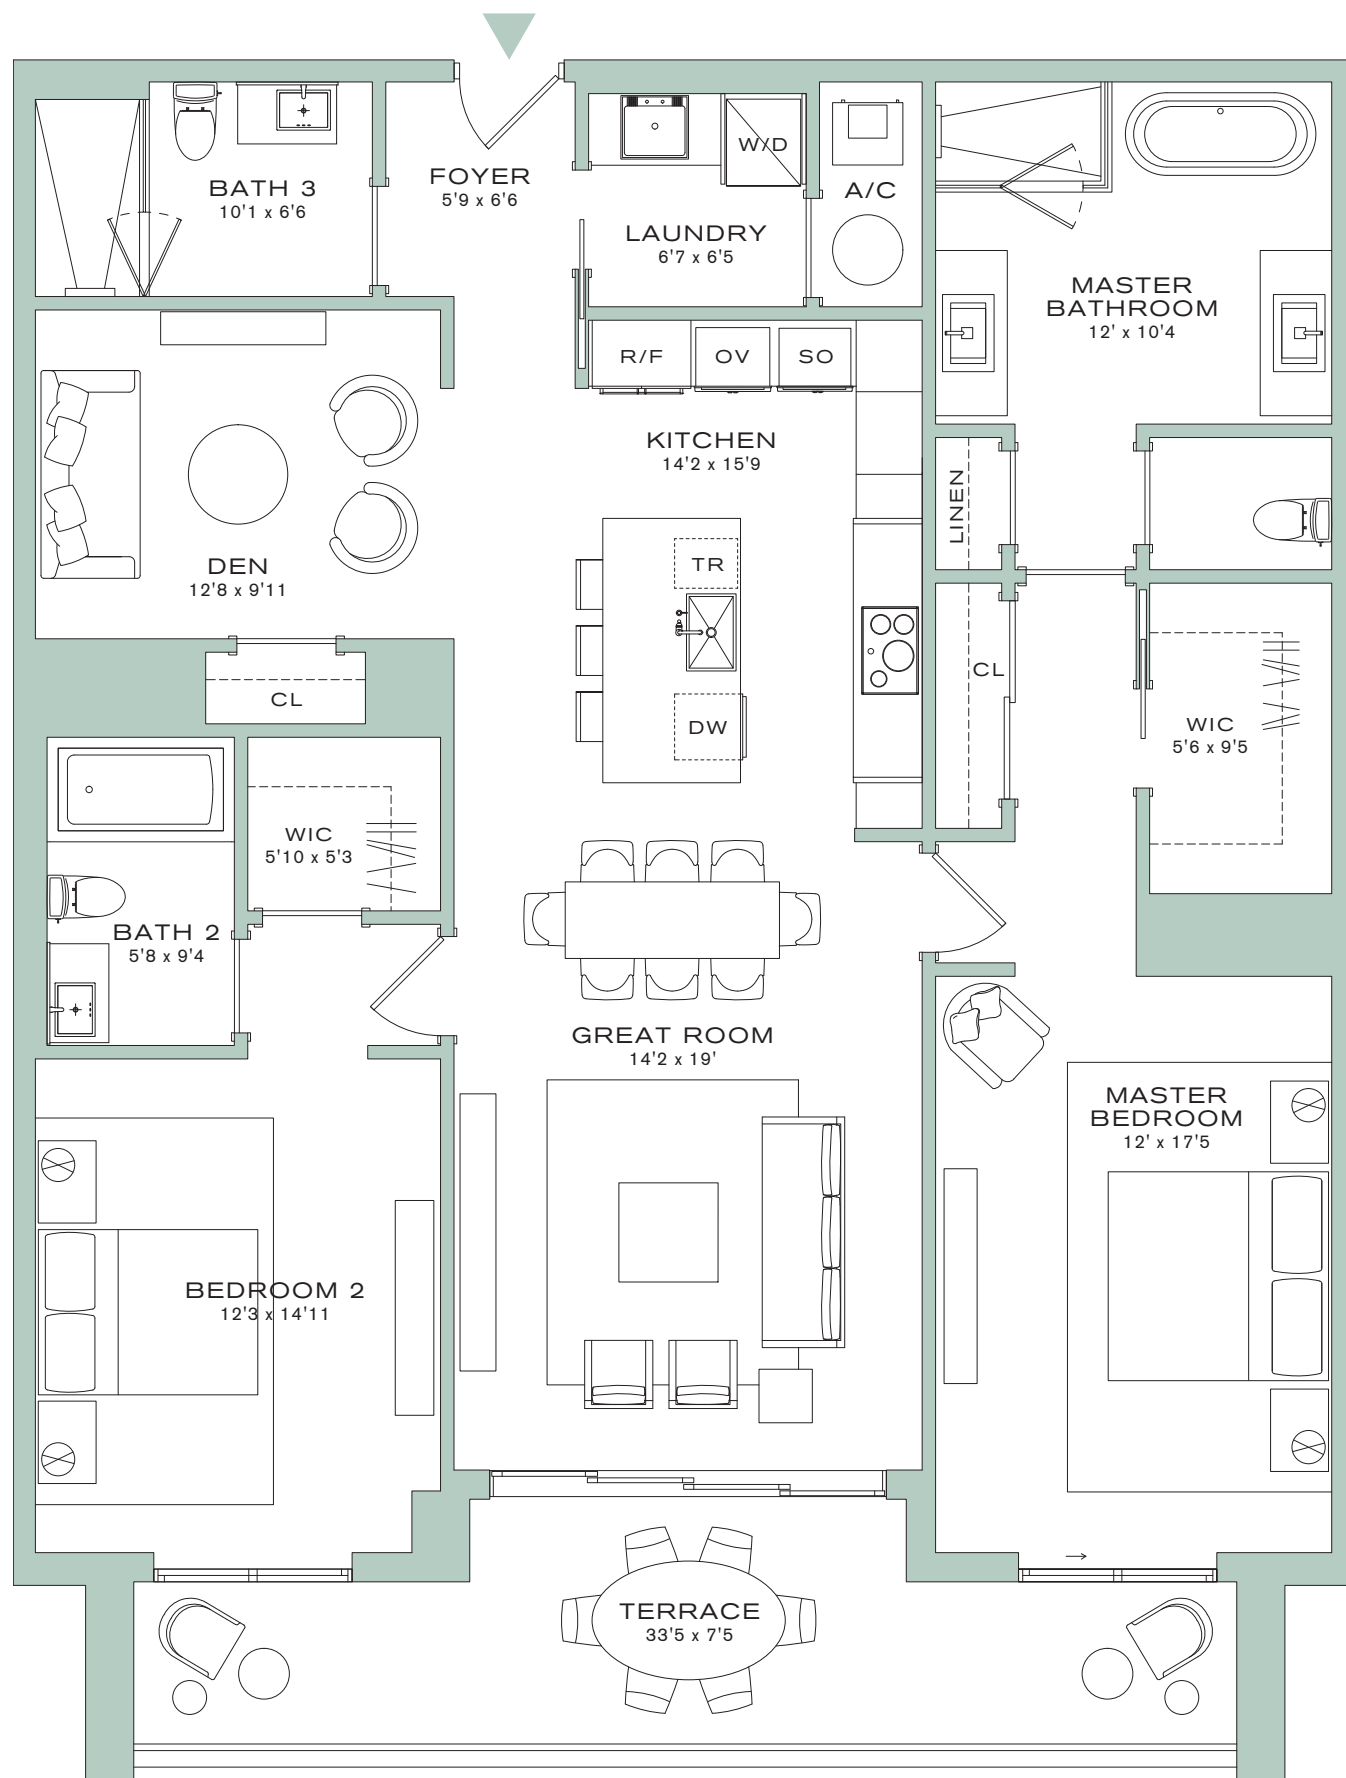 BATH 3
10'1 x 6'6
FOYER
5'9 x 6'6
W/D
LAUNDRY
6'7 x 6'5
A/C
MASTER
BATHROOM
12' x 10'4
R/F
OV
SO
KITCHEN
14'2 x 15'9
LINEN
DEN
12'8 x 9'11
TR
DW
CL
CL
WIC
5'6 x 9'5
WIC
5'10 x 5'3
BATH 2
5'8 x 9'4
GREAT ROOM
14'2 x 19'
MASTER
BEDROOM
12' x 17'5
BEDROOM 2
12'3 x 14'11
TERRACE
33'5 x 7'5